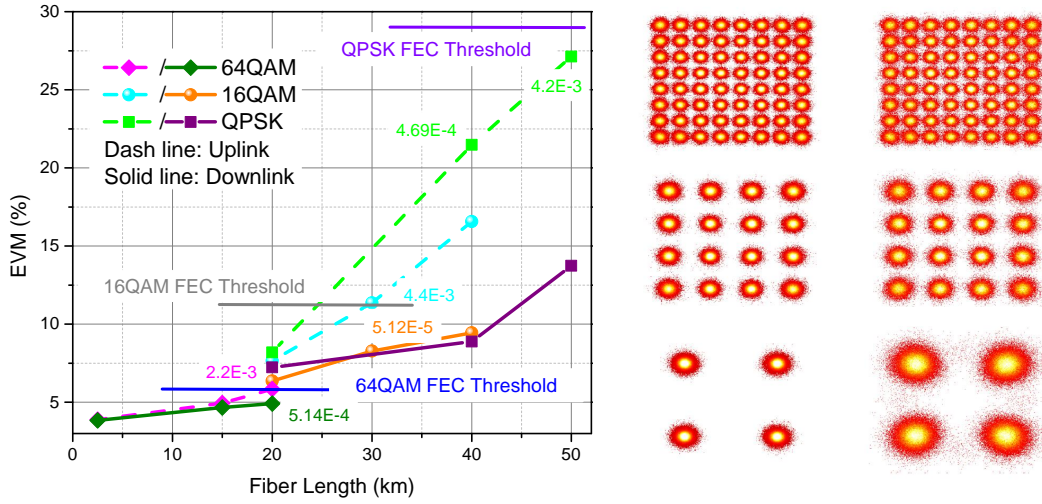 30
25
20
15
10
5
EVM (%)
QPSK FEC Threshold
/ 64QAM
/ 16QAM
/ QPSK
Dash line: Uplink
Solid line: Downlink
4.2E-3
4.69E-4
16QAM FEC Threshold
4.4E-3
5.12E-5
2.2E-3
64QAM FEC Threshold
5.14E-4
0 10 20 30 40 50
Fiber Length (km)